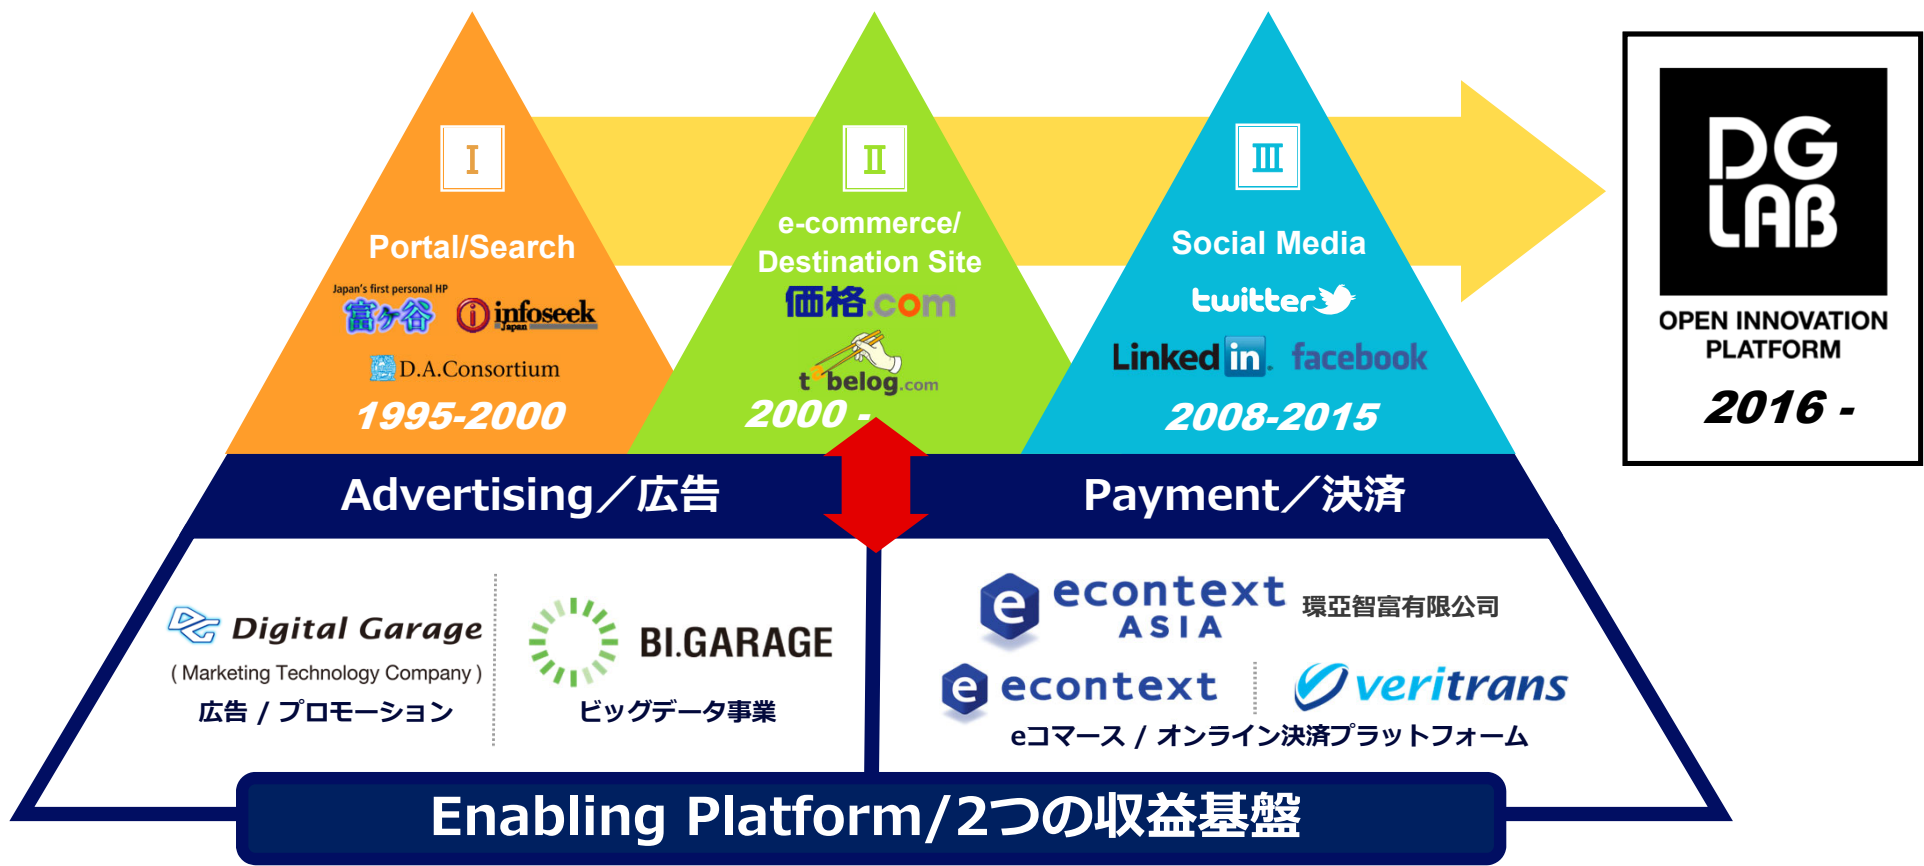 I
Portal/Search
Japan's first personal HP
富ヶ谷
infoseek
Japan
D.A.Consortium
1995-2000
II
e-commerce/
Destination Site
価格.com
tabelog.com
2000 -
III
Social Media
twitter
Linked in.
facebook
2008-2015
DG
LAB
OPEN INNOVATION
PLATFORM
2016 -
Advertising／広告
Payment／決済
DG Digital Garage
( Marketing Technology Company )
広告 / プロモーション
BI.GARAGE
ビッグデータ事業
e econtext
ASIA
環亞智富有限公司
e econtext
veritrans
eコマース / オンライン決済プラットフォーム
Enabling Platform/2つの収益基盤